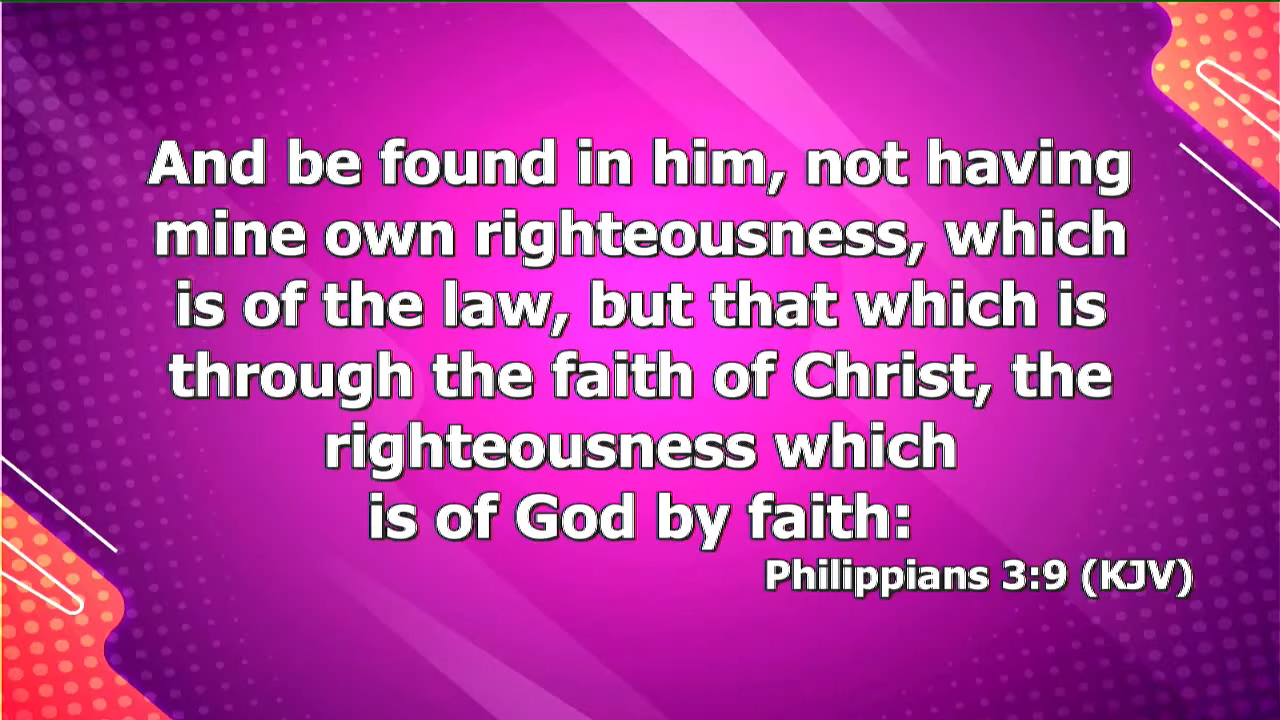 And be found in him, not having
mine own righteousness, which
is of the law, but that which is
through the faith of Christ, the
righteousness which
is of God by faith:
Philippians 3:9 (KJV)